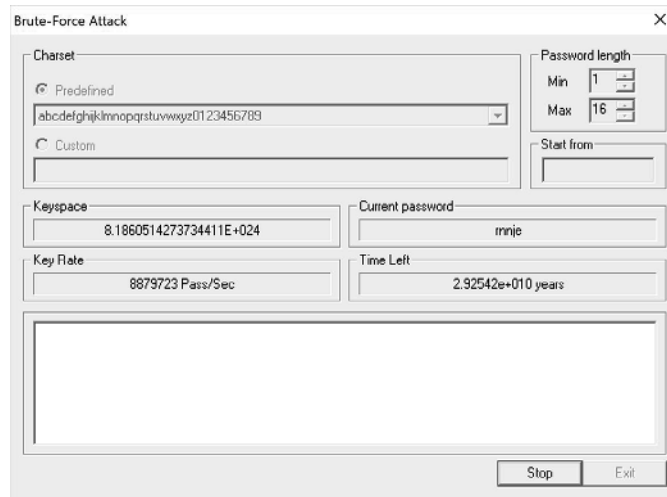 Brute-Force Attack
Charset
Predefined
abcdefghijklmnopqrstuvwxyz0123456789
Custom
Password length
Min 1
Max 16
Start from
Keyspace
8.1860514273734411E+024
Current password
rnnje
Key Rate
8879723 Pass/Sec
Time Left
2.92542e+010 years
Stop
Exit